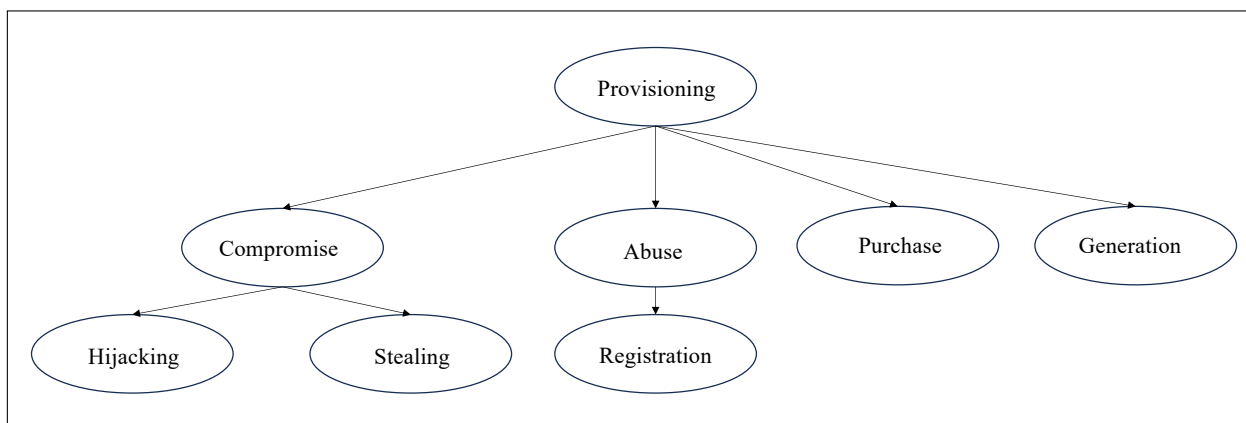 Provisioning
Compromise
Abuse
Purchase
Generation
Hijacking
Stealing
Registration